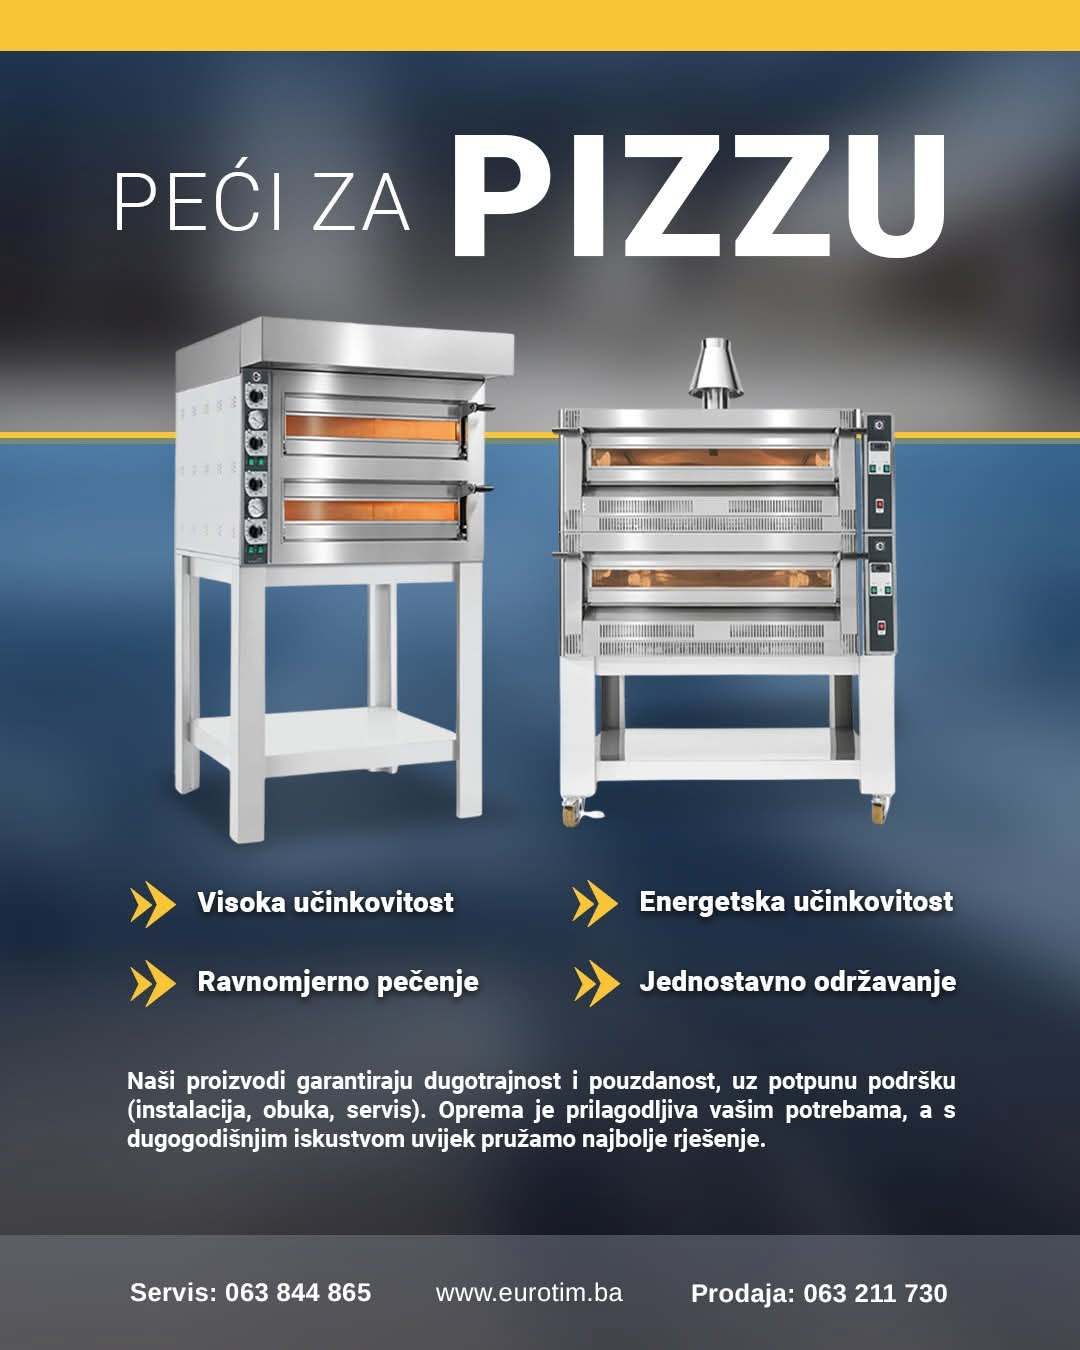 PEĆI ZA PIZZU
Visoka učinkovitost
Energetska učinkovitost
Ravnomjerno pečenje
Jednostavno održavanje
Naši proizvodi garantiraju dugotrajnost i pouzdanost, uz potpunu podršku
(instalacija, obuka, servis). Oprema je prilagodljiva vašim potrebama, a s
dugogodišnjim iskustvom uvijek pružamo najbolje rješenje.
Servis: 063 844 865
www.eurotim.ba
Prodaja: 063 211 730